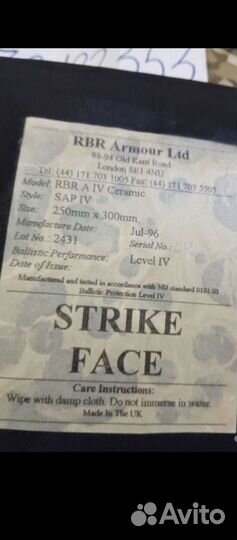 RBR Armour Ltd
88-94 Old Kent Road
London SE1 4NU
Tel: (44) 171 703 1005 Fax: (44) 171 703 5505
Model: RBR A IV Ceramic
Style: SAP IV
Size: 250mm x 300mm
Manufacture Date: Jul-96
Lot No.: 2431 Serial No.:
Ballistic Performance: Level IV
Date of Issue:
Manufactured and tested in accordance with NIJ standard 0101.03
Ballistic Protection Level IV
STRIKE
FACE
Care Instructions:
Wipe with damp cloth. Do not immerse in water.
Made In The UK
Avito